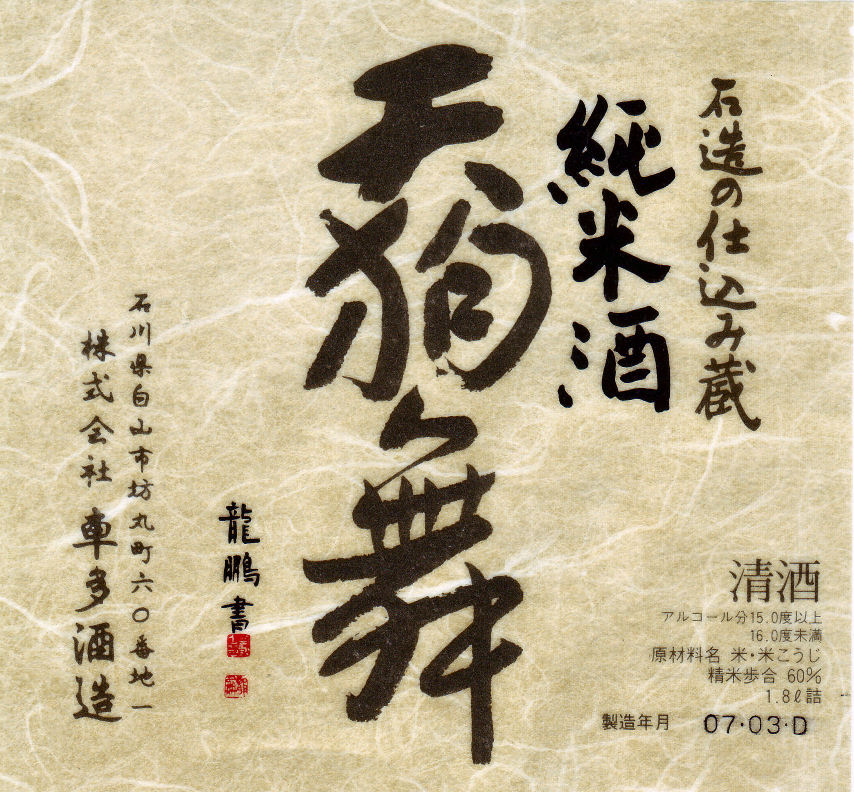 石造の仕込み蔵
純米酒
天狗舞
龍鵬書
石川県白山市坊丸町六〇番地一
株式会社 車多酒造
清酒
アルコール分15.0度以上
16.0度未満
原材料名 米・米こうじ
精米歩合 60%
1.8ℓ詰
製造年月 07・03・D